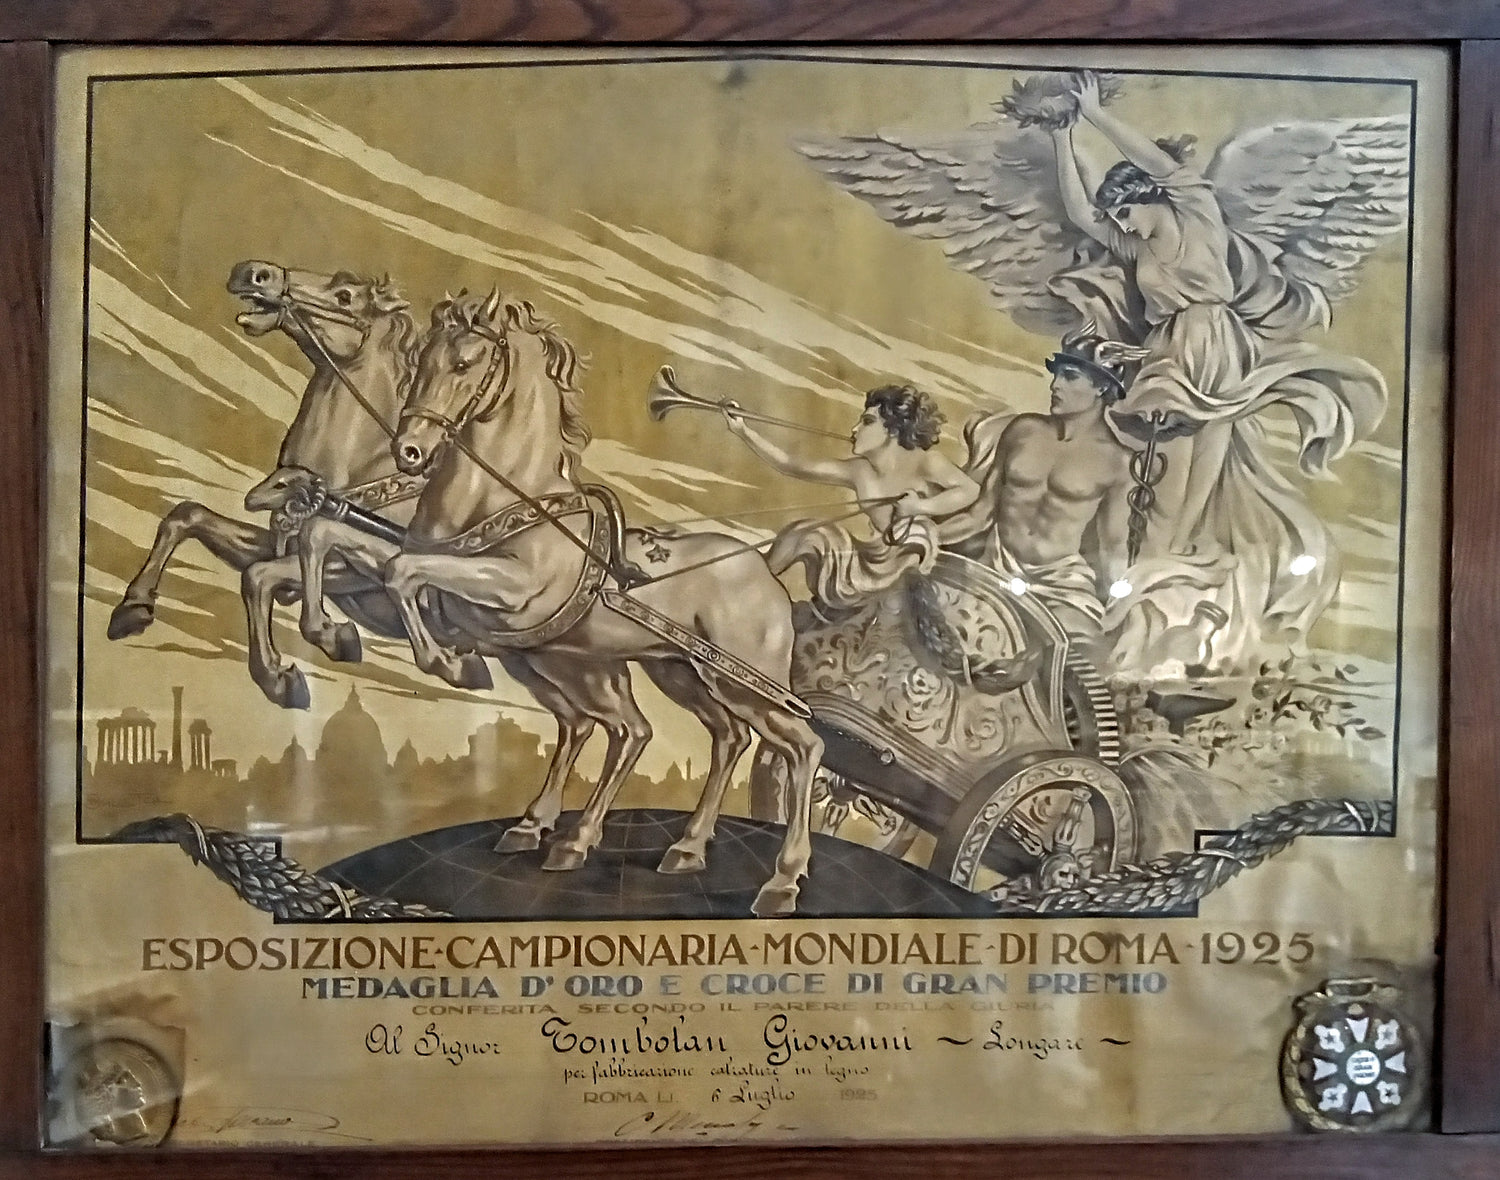 ESPOSIZIONE-CAMPIONARIA-MONDIALE-DI ROMA-1925
MEDAGLIA D'ORO E CROCE DI GRAN PREMIO
CONFERITA SECONDO IL PARERE DELLA GIURIA
Al Signor Tombolan Giovanni ~ Longare ~
per fabbricazione calzature in legno
ROMA LI. 6 Luglio 1925
GENERALE